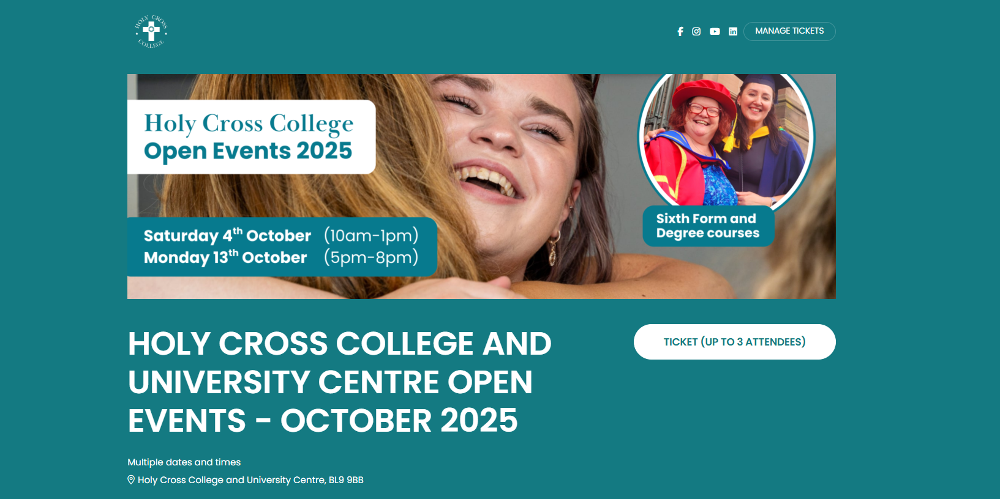 HOLY CROSS
COLLEGE
MANAGE TICKETS
Holy Cross College
Open Events 2025
Saturday 4th October (10am-1pm)
Monday 13th October (5pm-8pm)
Sixth Form and
Degree courses
HOLY CROSS COLLEGE AND
UNIVERSITY CENTRE OPEN
EVENTS - OCTOBER 2025
TICKET (UP TO 3 ATTENDEES)
Multiple dates and times
Holy Cross College and University Centre, BL9 9BB